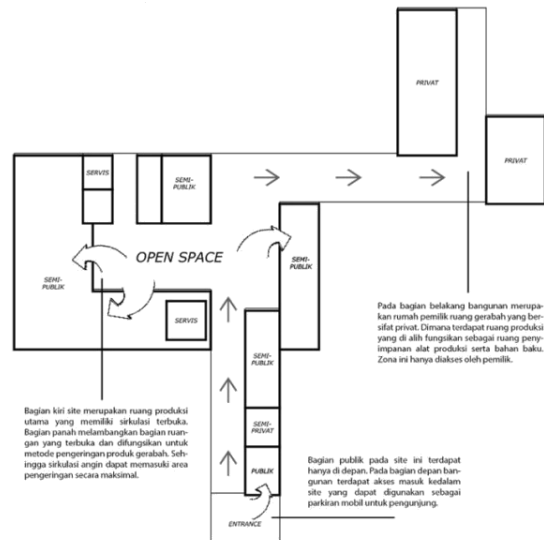 PRIVAT
PRIVAT
SERVIS
SEMI-
PUBLIK
OPEN SPACE
SEMI-
PUBLIK
SEMI-
PUBLIK
SERVIS
SEMI-
PUBLIK
SEMI-
PRIVAT
PUBLIK
ENTRANCE
Pada bagian belakang bangunan merupa-
kan rumah pemilik ruang gerabah yang ber-
sifat privat. Dimana terdapat ruang produksi
yang di alih fungsikan sebagai ruang peny-
impanan alat produksi serta bahan baku.
Zona ini hanya diakses oleh pemilik.
Bagian kiri site merupakan ruang produksi
utama yang memiliki sirkulasi terbuka.
Bagian panah melambangkan bagian ruan-
gan yang terbuka dan difungsikan untuk
metode pengeringan produk gerabah. Seh-
ingga sirkulasi angin dapat memasuki area
pengeringan secara maksimal.
Bagian publik pada site ini terdapat
hanya di depan. Pada bagian depan ban-
gunan terdapat akses masuk kedalam
site yang dapat digunakan sebagai
parkiran mobil untuk pengunjung.